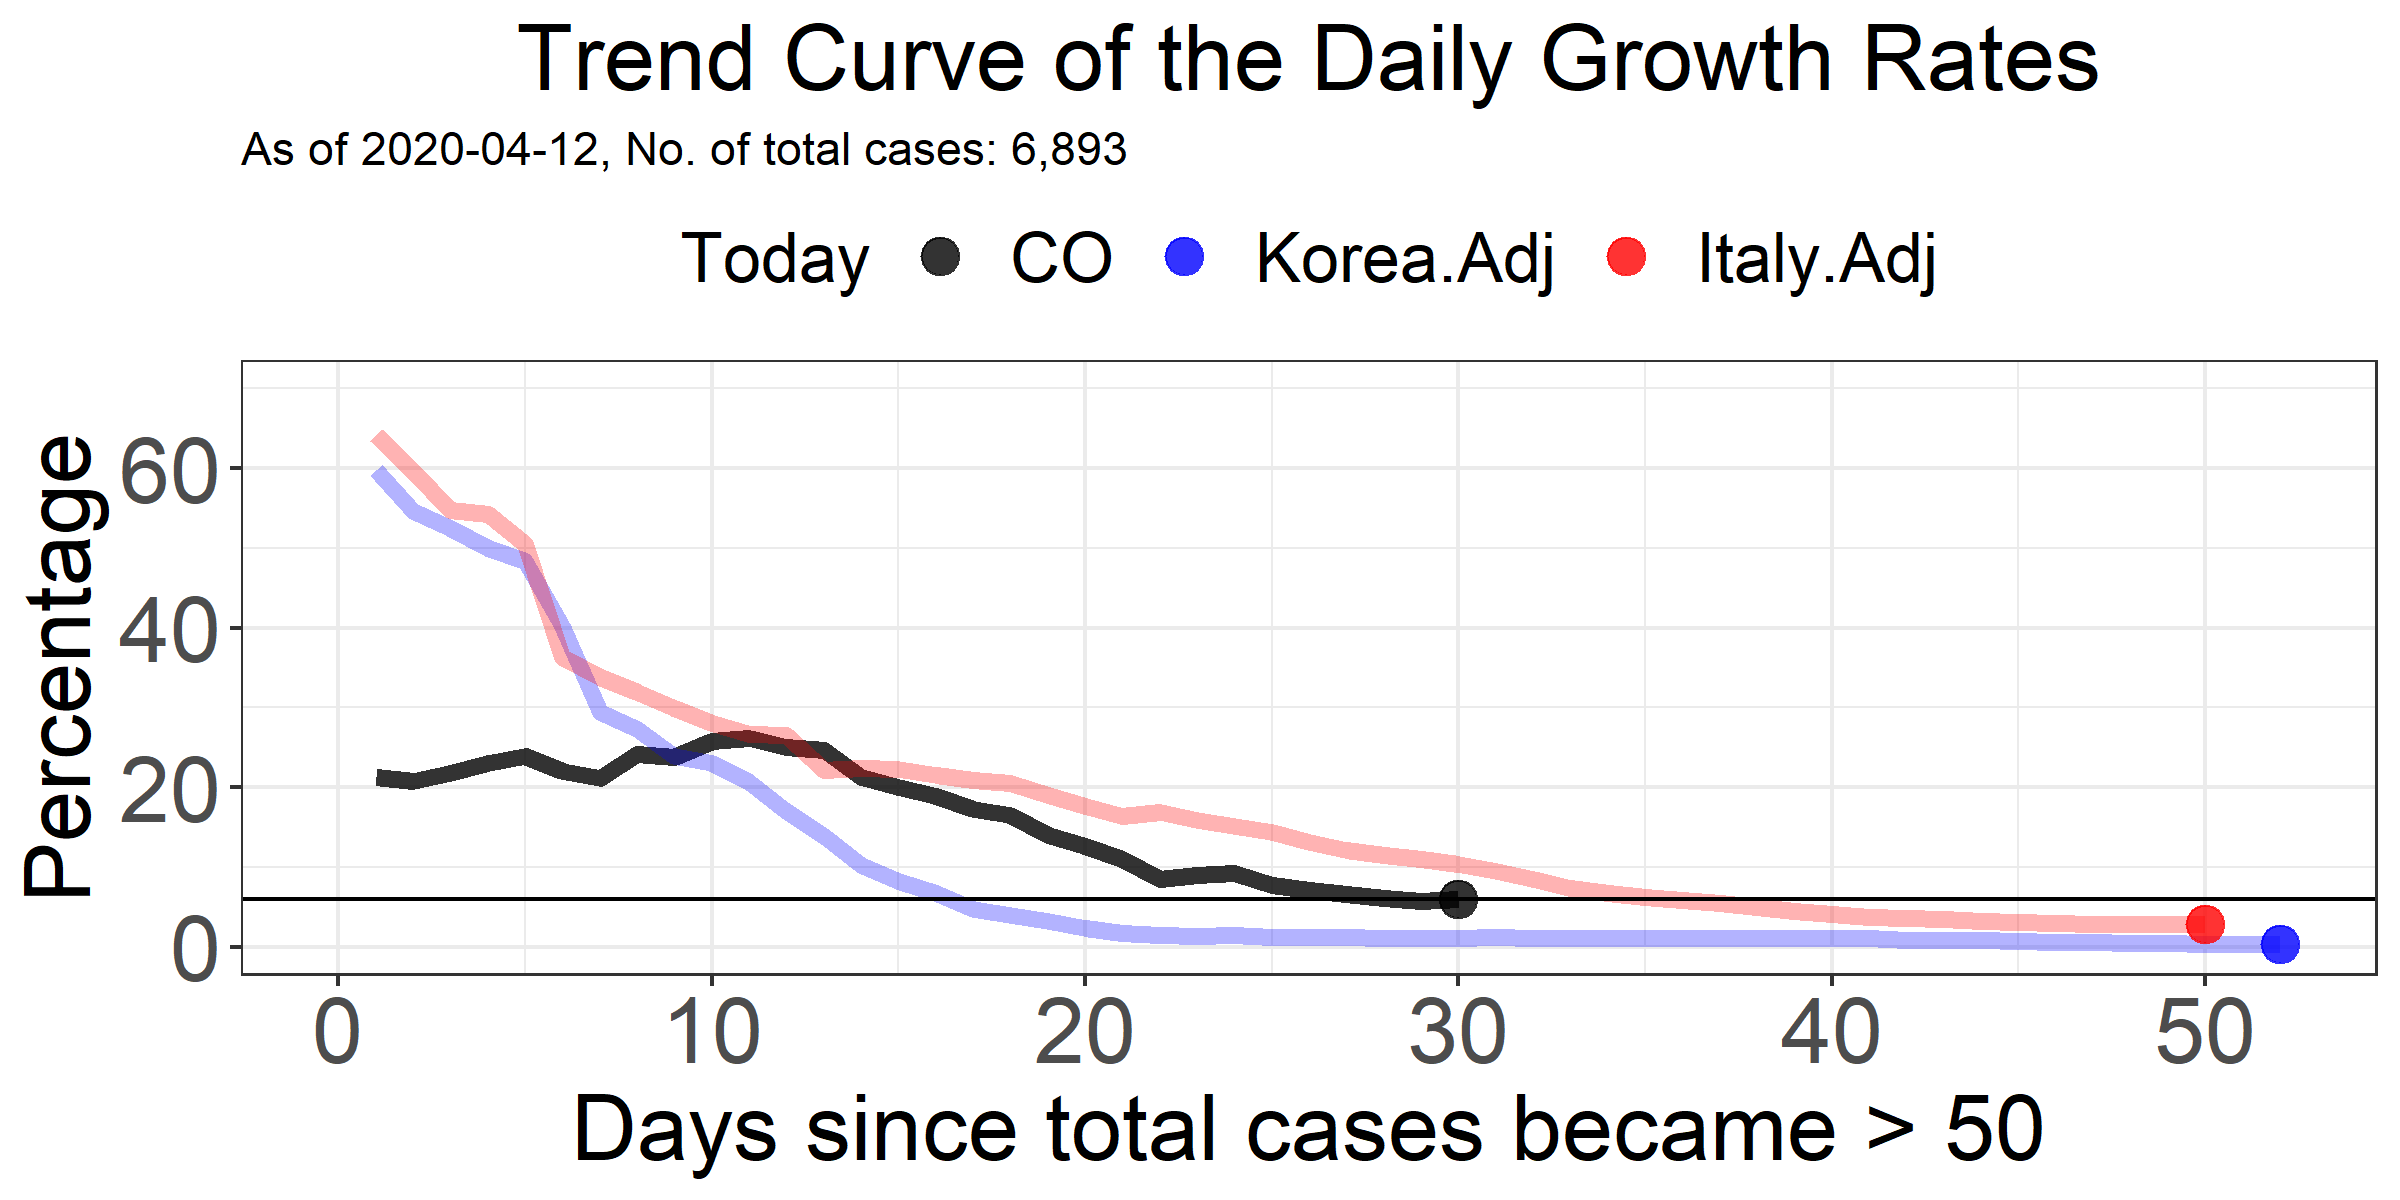 Trend Curve of the Daily Growth Rates
As of 2020-04-12, No. of total cases: 6,893
Today CO Korea.Adj Italy.Adj
Percentage
60
40
20
0
0 10 20 30 40 50
Days since total cases became > 50